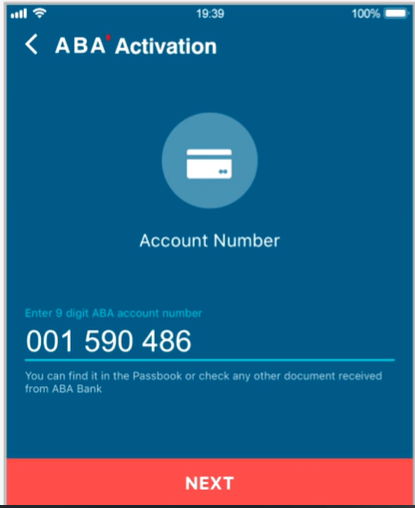 19:39
100%
ABA' Activation
Account Number
Enter 9 digit ABA account number
001 590 486
You can find it in the Passbook or check any other document received
from ABA Bank
NEXT